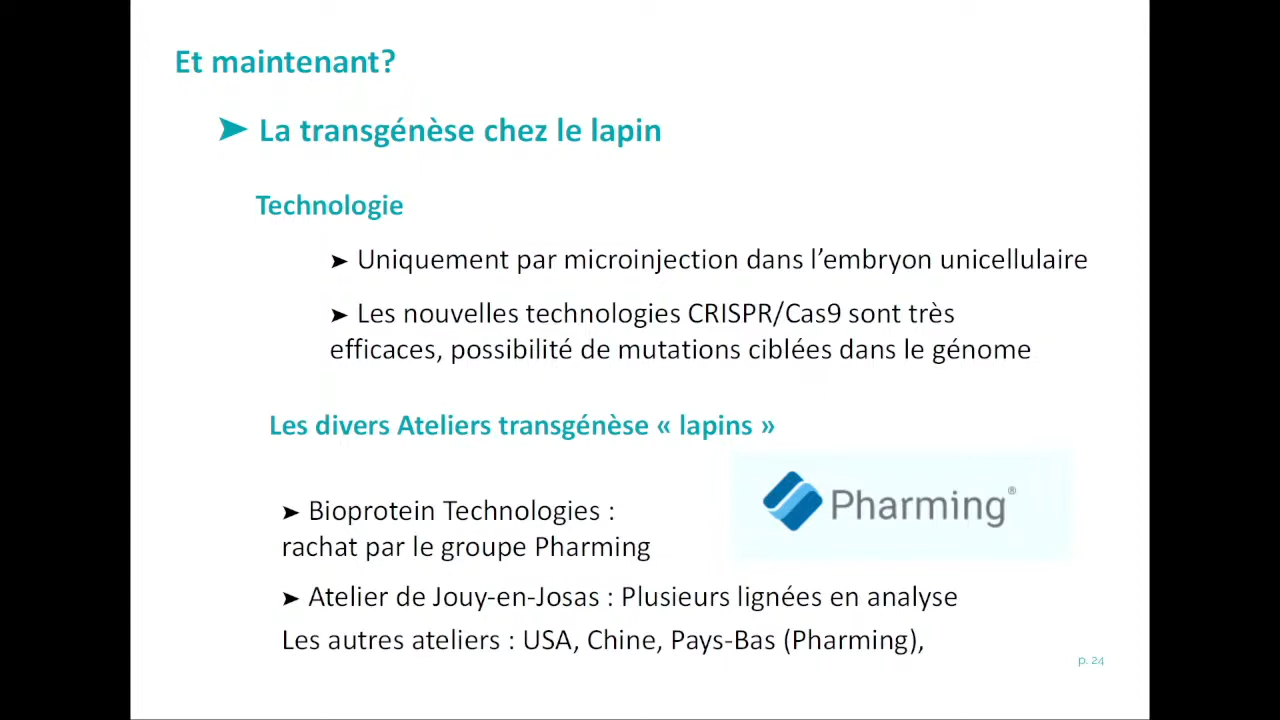 Et maintenant?
➤ La transgénèse chez le lapin
Technologie
➤ Uniquement par microinjection dans l’embryon unicellulaire
➤ Les nouvelles technologies CRISPR/Cas9 sont très
efficaces, possibilité de mutations ciblées dans le génome
Les divers Ateliers transgénèse « lapins »
Pharming®
➤ Bioprotein Technologies :
rachat par le groupe Pharming
➤ Atelier de Jouy-en-Josas : Plusieurs lignées en analyse
Les autres ateliers : USA, Chine, Pays-Bas (Pharming),
p. 24